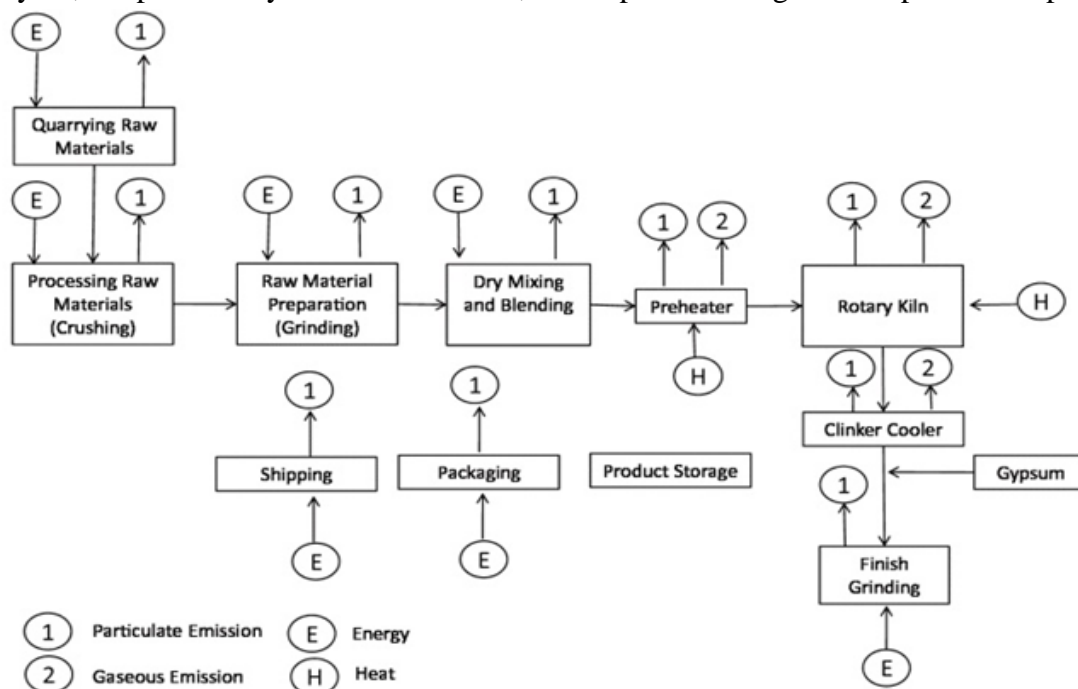 E
1
Quarrying Raw
Materials
E
1
Processing Raw
Materials
(Crushing)
E
1
Raw Material
Preparation
(Grinding)
E
1
Dry Mixing
and Blending
1
2
Preheater
H
1
2
Rotary Kiln
H
1
2
Clinker Cooler
Gypsum
1
Finish
Grinding
E
1
Shipping
E
1
Packaging
E
Product Storage
1 Particulate Emission
E Energy
2 Gaseous Emission
H Heat